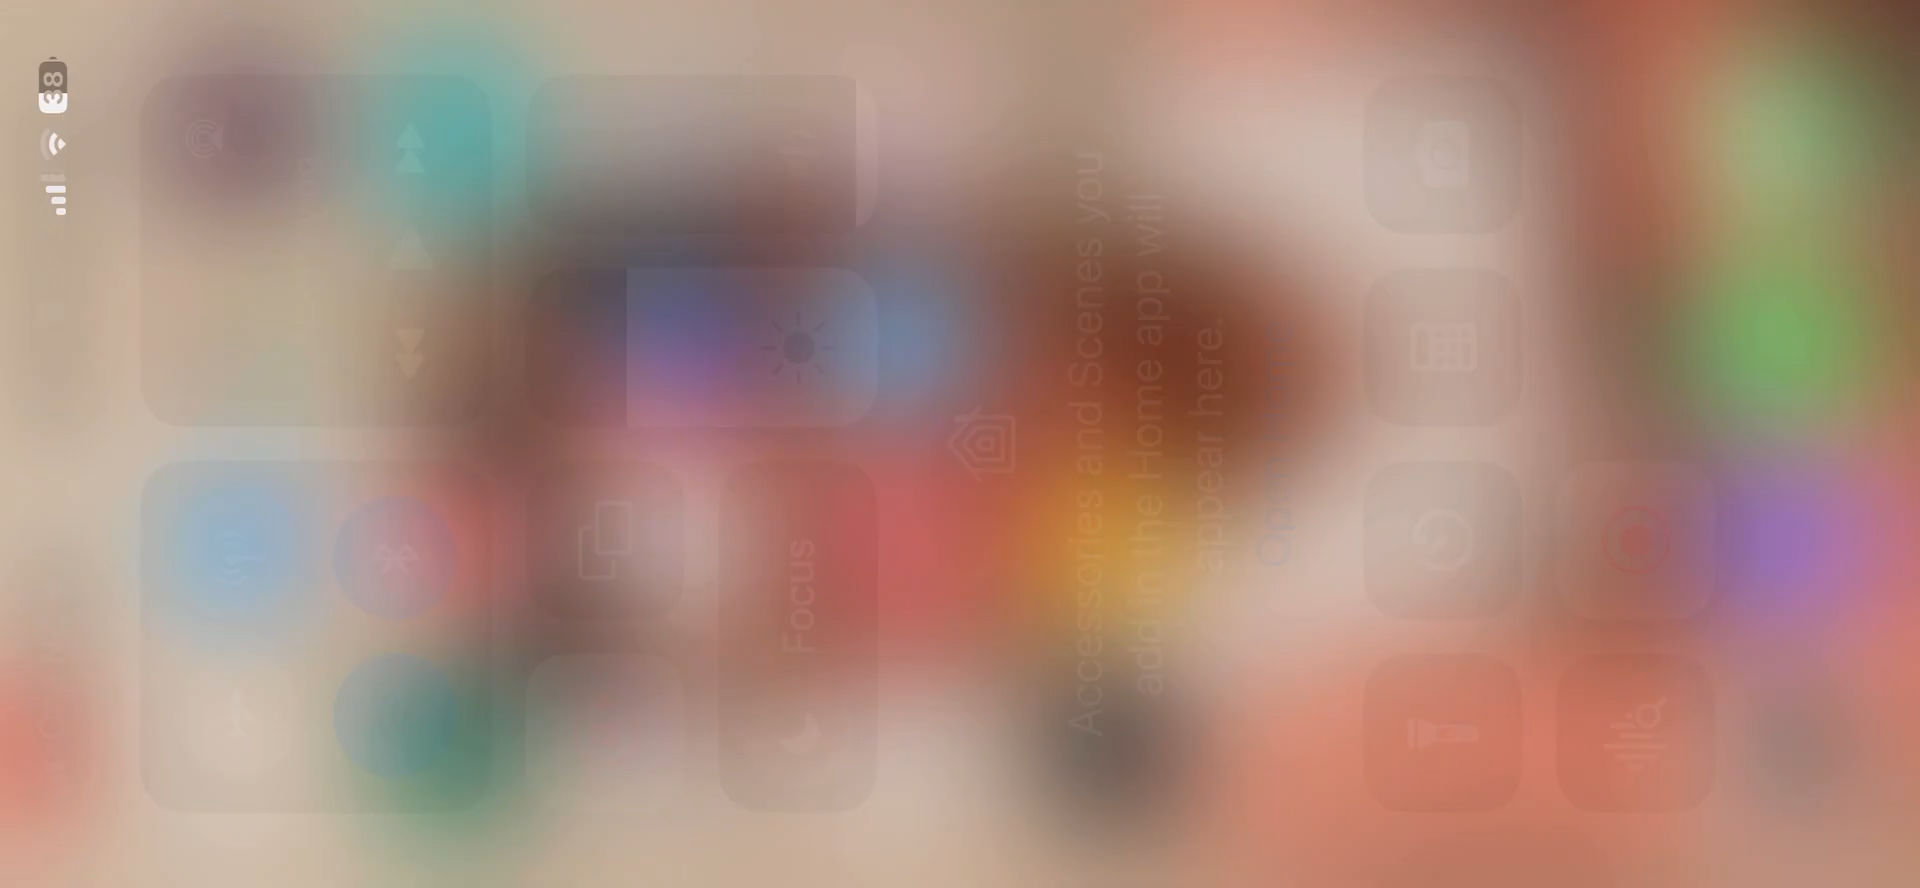 38
Focus
Accessories and Scenes you
add in the Home app will
appear here.